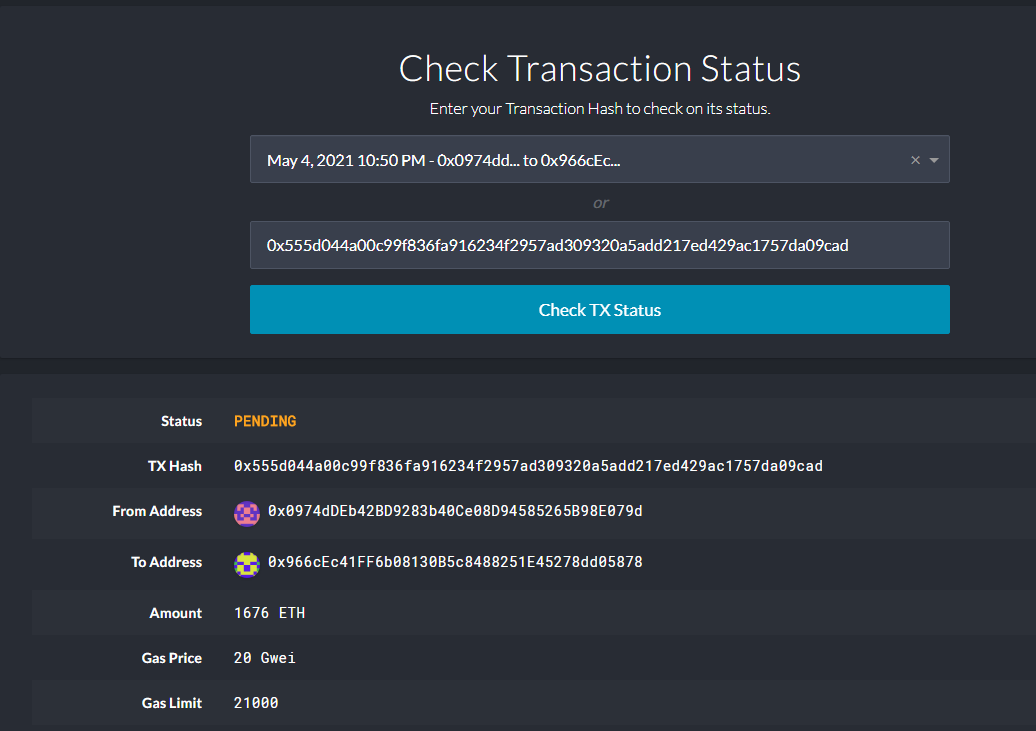 Check Transaction Status
Enter your Transaction Hash to check on its status.
May 4, 2021 10:50 PM - 0x0974dd... to 0x966cEc...
or
0x555d044a00c99f836fa916234f2957ad309320a5add217ed429ac1757da09cad
Check TX Status
Status PENDING
TX Hash 0x555d044a00c99f836fa916234f2957ad309320a5add217ed429ac1757da09cad
From Address 0x0974dDEb42BD9283b40Ce08D94585265B98E079d
To Address 0x966cEc41FF6b08130B5c8488251E45278dd05878
Amount 1676 ETH
Gas Price 20 Gwei
Gas Limit 21000